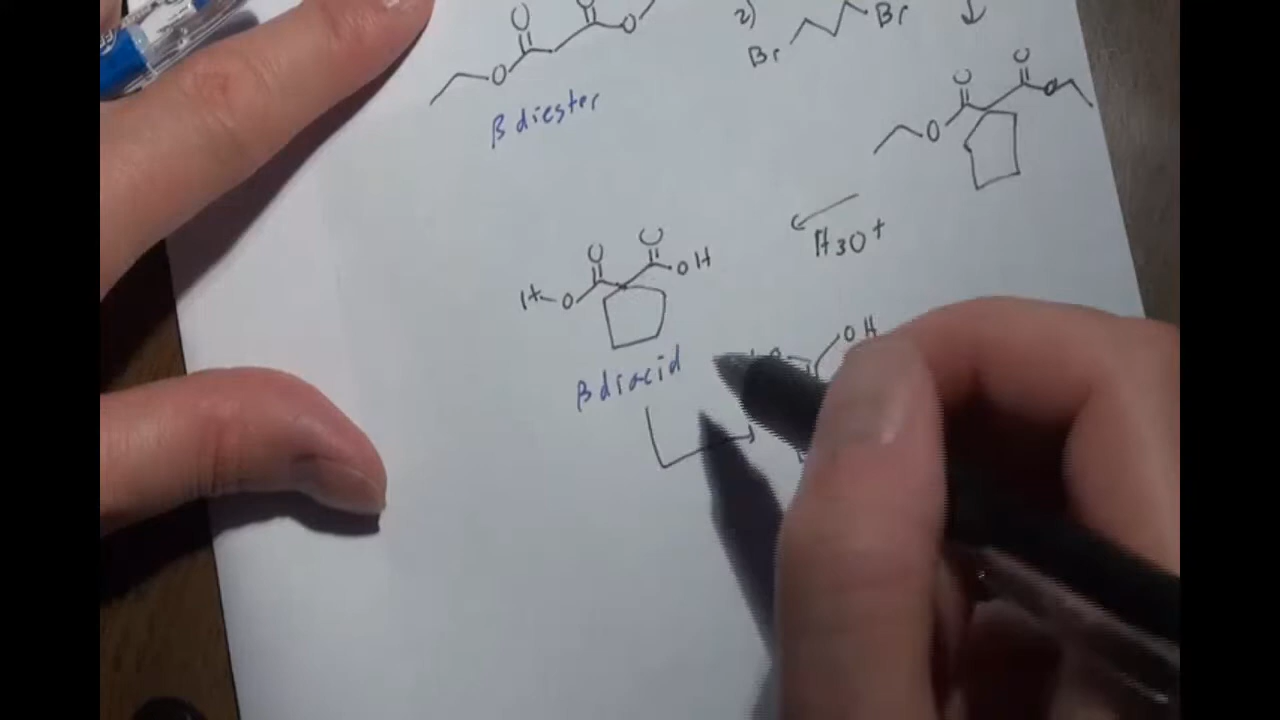 O O
O O
β diester
2)
Br Br
O O
O O
H3O+
O O
H O OH
β diacid
OH